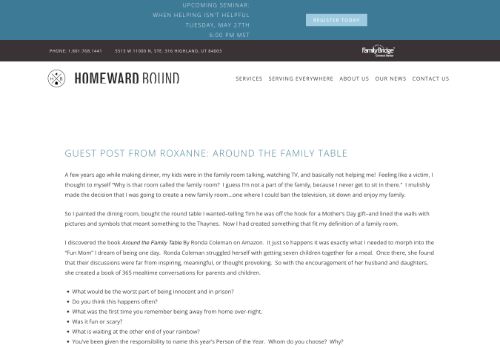 UPCOMING SEMINAR:
WHEN HELPING ISN'T HELPFUL
TUESDAY, MAY 27TH
6:00 PM MST
REGISTER TODAY
PHONE: 1.801.768.1441 5513 W 11000 N, STE. 316 HIGHLAND, UT 84003
FamilyBridge
HOMEWARD BOUND
SERVICES SERVING EVERYWHERE ABOUT US OUR NEWS CONTACT US
GUEST POST FROM ROXANNE: AROUND THE FAMILY TABLE
A few years ago while making dinner, my kids were in the family room talking, watching TV, and basically not helping me! Feeling like a victim, I
thought to myself "Why is that room called the family room? I guess I'm not a part of the family, because I never get to sit in there." I mulishly
made the decision that I was going to create a new family room...one where I could ban the television, sit down and enjoy my family.
So I painted the dining room, bought the round table I wanted–telling Tim he was off the hook for a Mother's Day gift–and lined the walls with
pictures and symbols that meant something to the Thaynes. Now I had created something that fit my definition of a family room.
I discovered the book Around the Family Table By Ronda Coleman on Amazon. It just so happens it was exactly what I needed to morph into the
"Fun Mom" I dream of being one day. Ronda Coleman struggled herself with getting seven children together for a meal. Once there, she found
that their discussions were far from inspiring, meaningful, or thought provoking. So with the encouragement of her husband and daughters,
she created a book of 365 mealtime conversations for parents and children.
What would be the worst part of being innocent and in prison?
Do you think this happens often?
What was the first time you remember being away from home over-night.
Was it fun or scary?
What is waiting at the other end of your rainbow?
You've been given the responsibility to name this year's Person of the Year. Whom do you choose? Why?